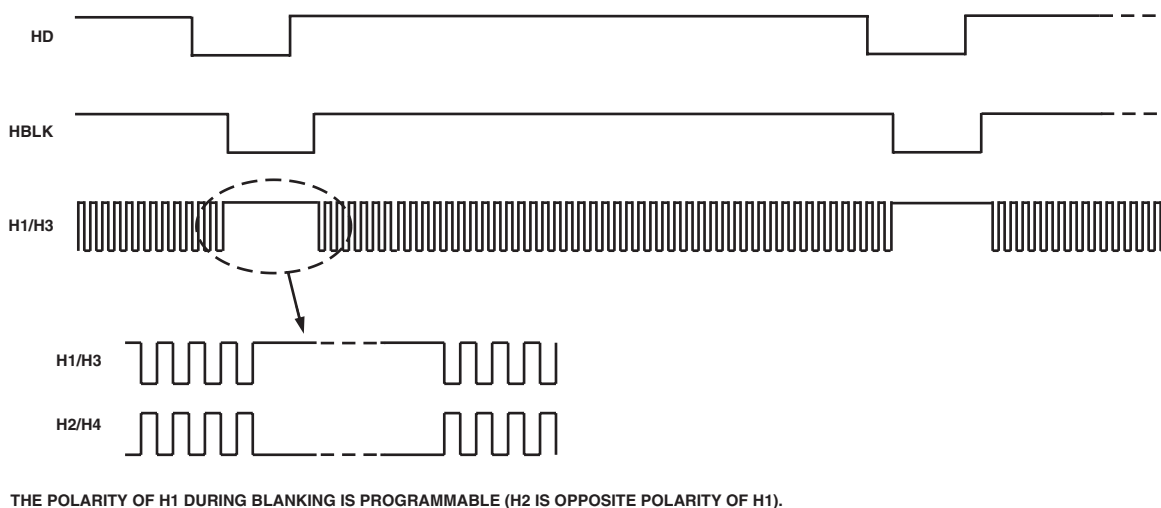 HD
HBLK
H1/H3
H1/H3
H2/H4
THE POLARITY OF H1 DURING BLANKING IS PROGRAMMABLE (H2 IS OPPOSITE POLARITY OF H1).